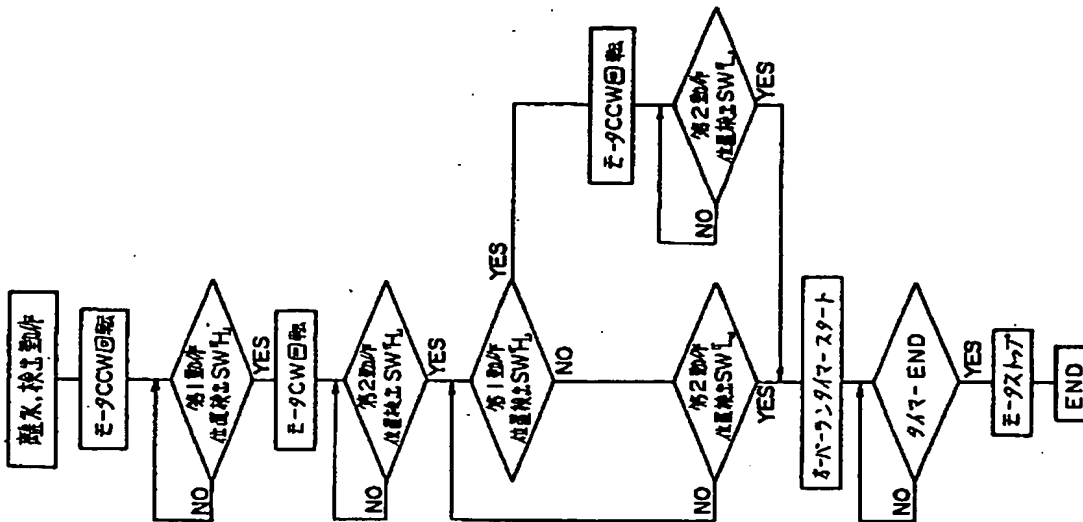 離氷,検出動作
モータCCW回転
第1動作
位置検出SW「H」
NO
YES
モータCW回転
第2動作
位置検出SW「H」
NO
YES
第1動作
位置検出SW「H」
YES
NO
モータCCW回転
第2動作
位置検出SW「L」
NO
YES
第2動作
位置検出SW「L」
NO
YES
オーバーランタイマースタート
タイマーEND
NO
YES
モータストップ
END